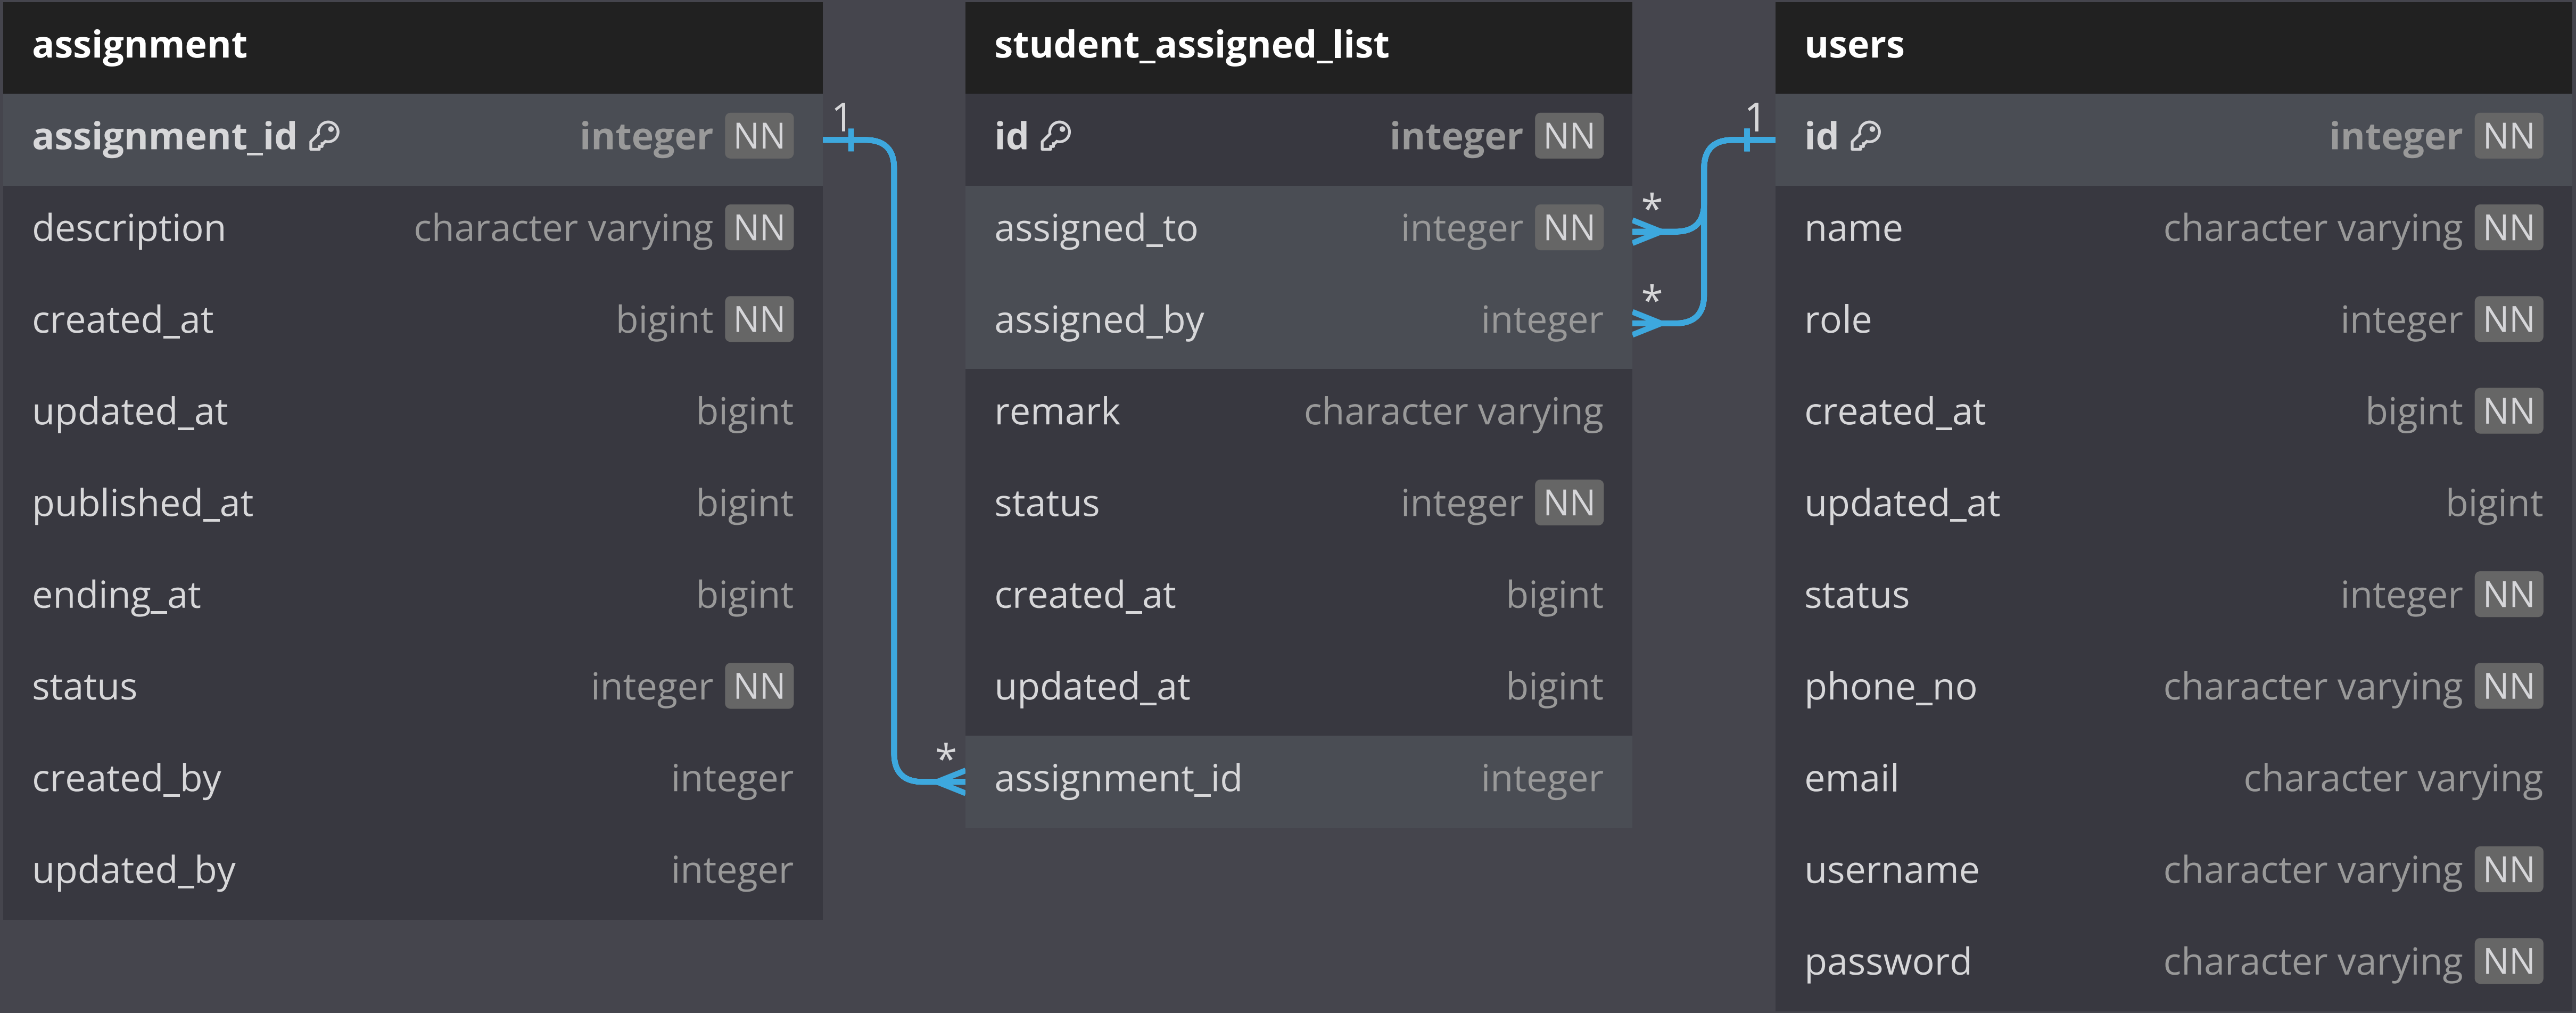 assignment
assignment_id integer NN
description character varying NN
created_at bigint NN
updated_at bigint
published_at bigint
ending_at bigint
status integer NN
created_by integer
updated_by integer
1
*
student_assigned_list
id integer NN
assigned_to integer NN
assigned_by integer
remark character varying
status integer NN
created_at bigint
updated_at bigint
assignment_id integer
1
*
*
users
id integer NN
name character varying NN
role integer NN
created_at bigint NN
updated_at bigint
status integer NN
phone_no character varying NN
email character varying
username character varying NN
password character varying NN